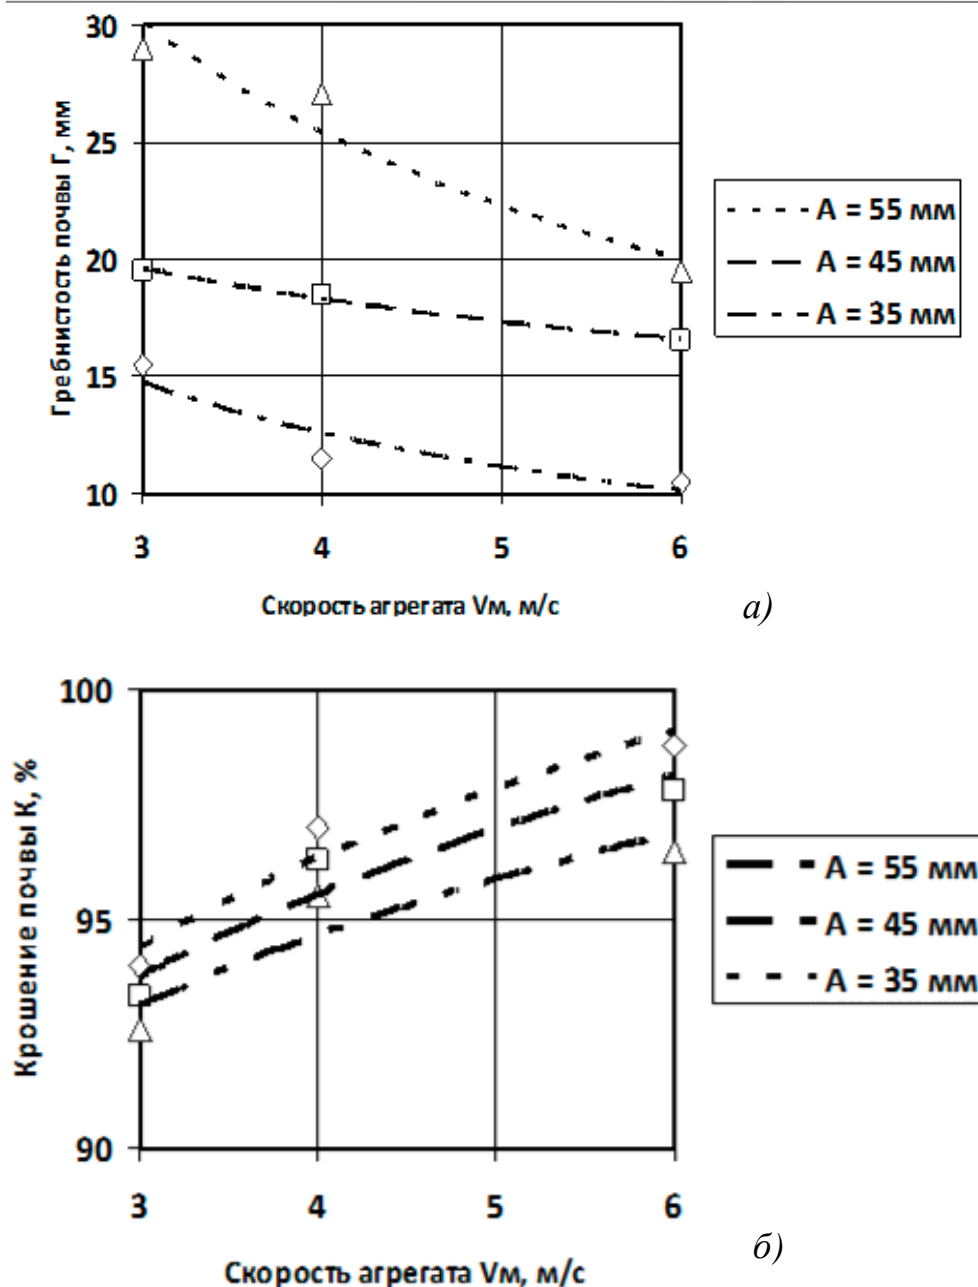 30
25
20
15
10
Гребнистость почвы Г, мм
3 4 5 6
Скорость агрегата Vм, м/с
A = 55 мм
A = 45 мм
A = 35 мм
а)
100
95
90
Крошение почвы К, %
3 4 5 6
Скорость агрегата Vм, м/с
A = 55 мм
A = 45 мм
A = 35 мм
б)